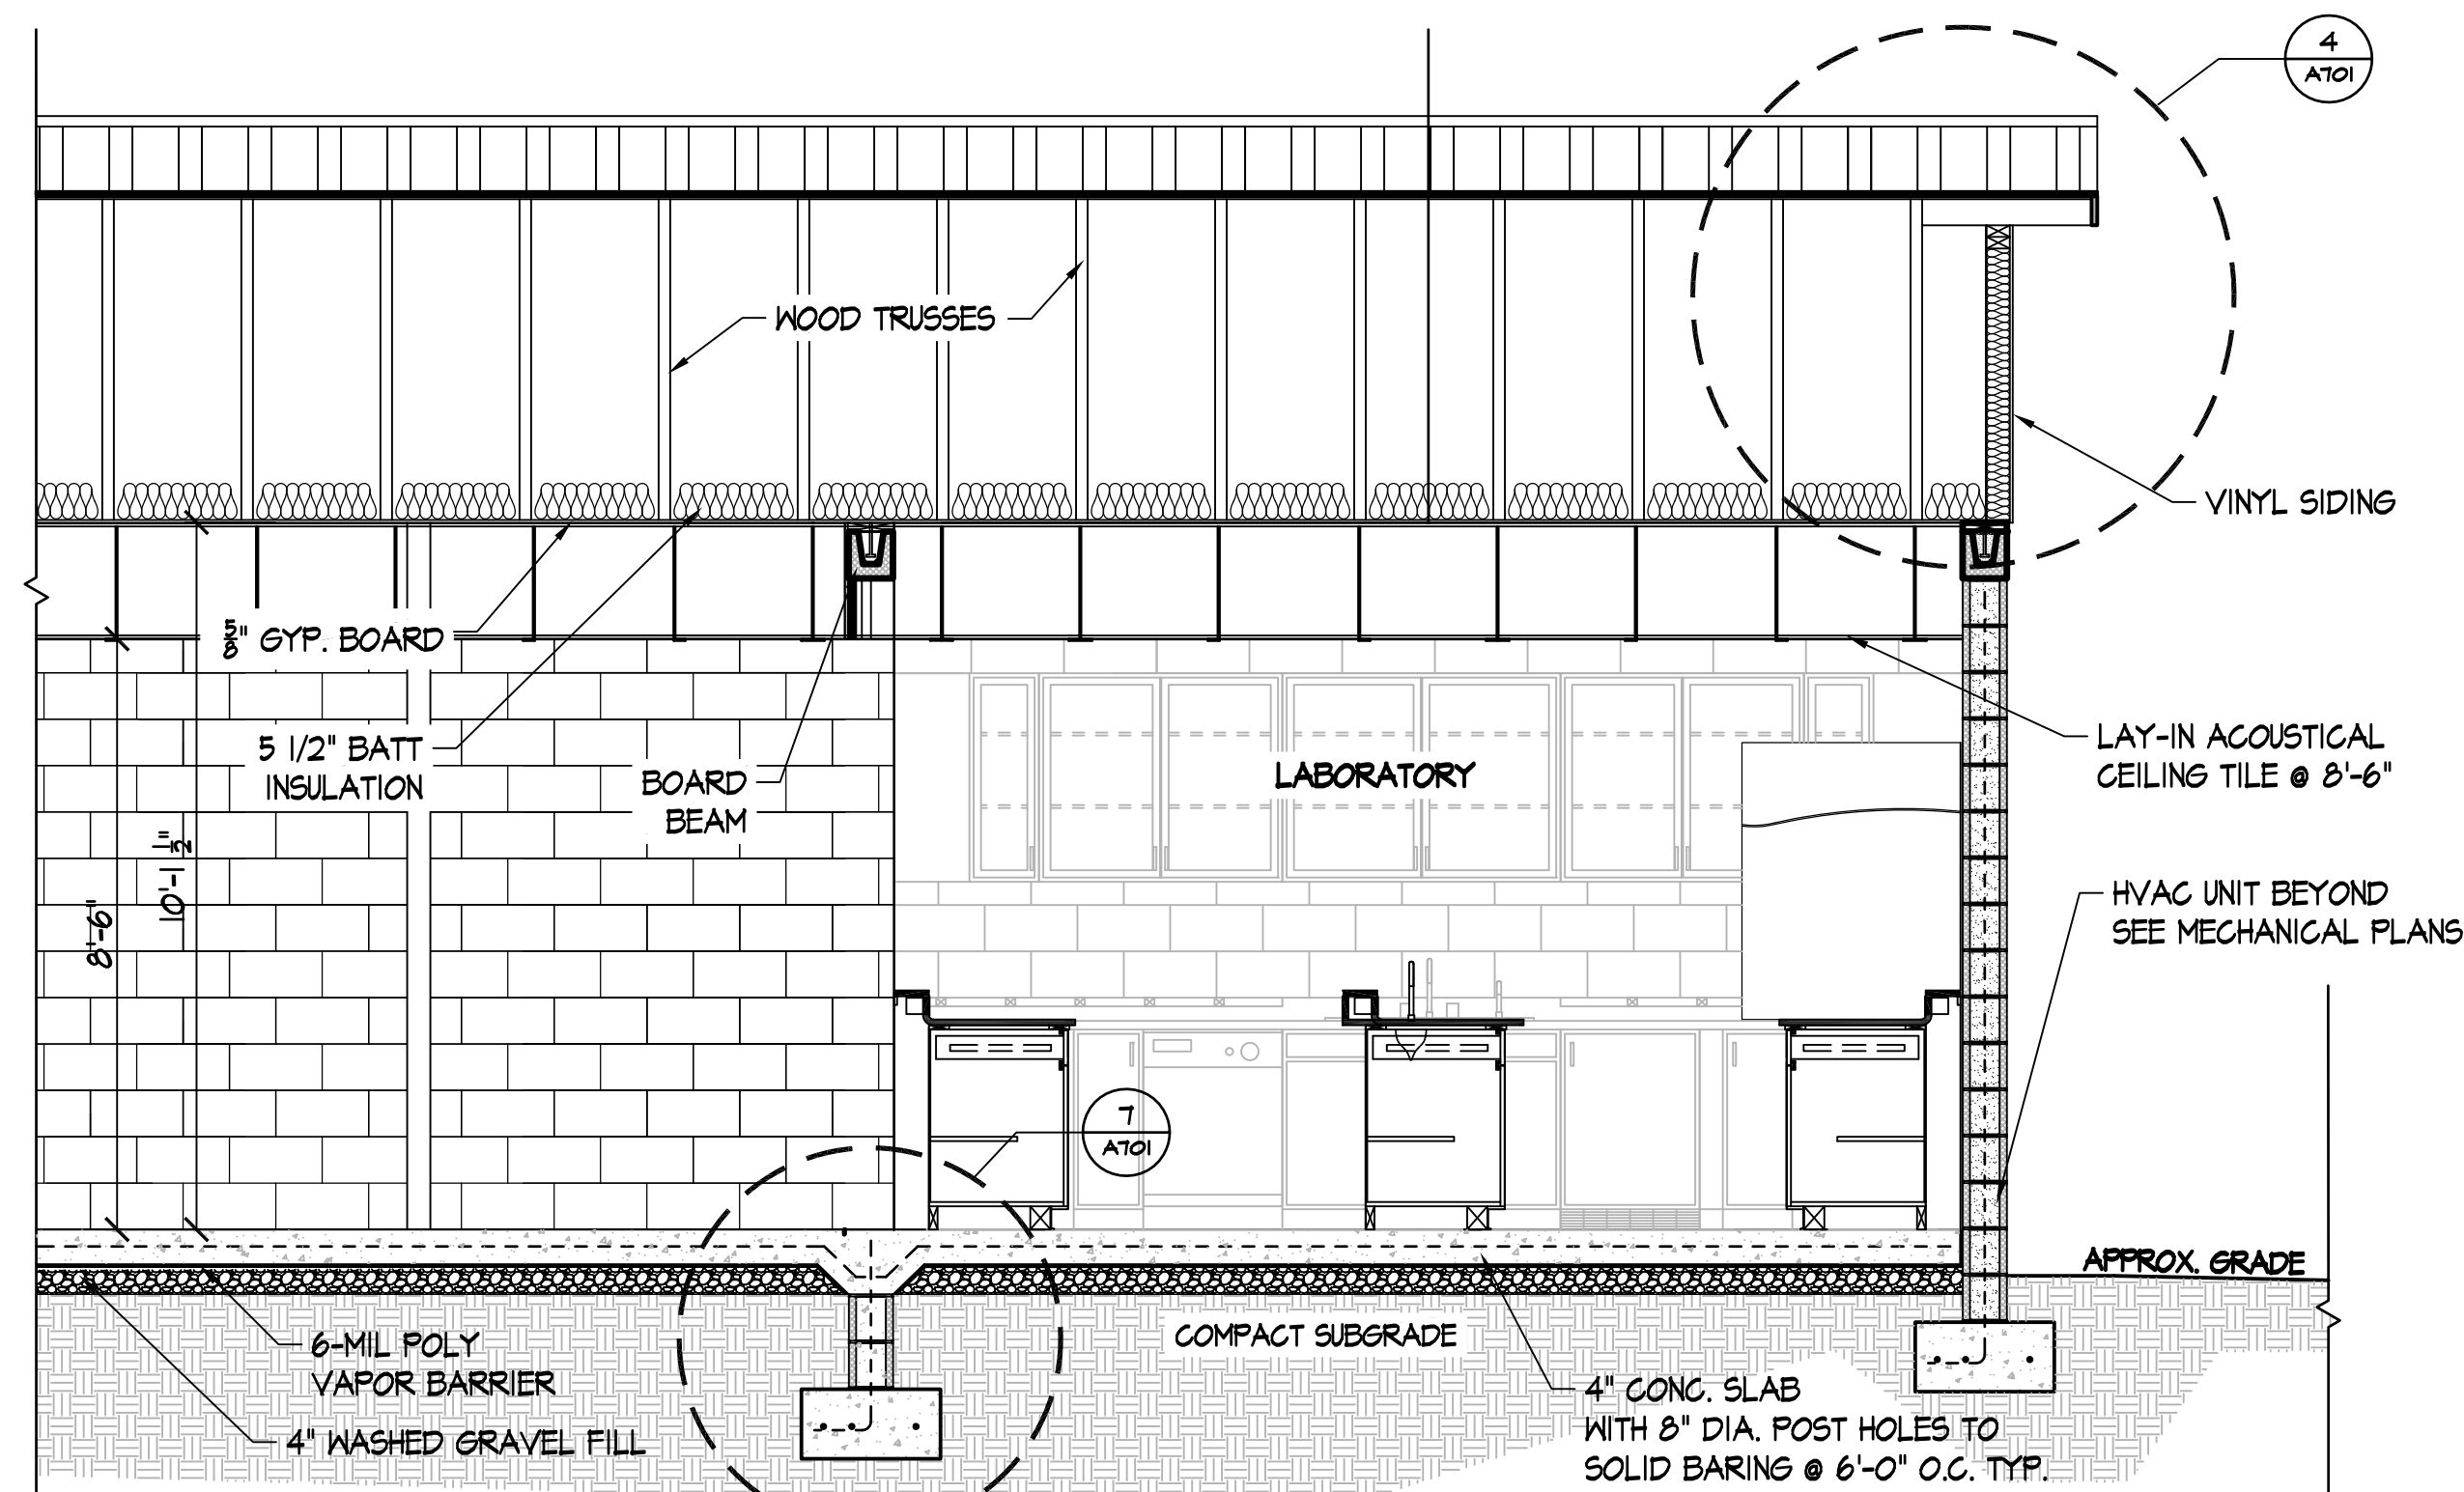 4
A701
WOOD TRUSSES
VINYL SIDING
5/8" GYP. BOARD
5 1/2" BATT
INSULATION
BOARD
BEAM
LABORATORY
LAY-IN ACOUSTICAL
CEILING TILE @ 8'-6"
8'-6"
10'-1 1/2"
HVAC UNIT BEYOND
SEE MECHANICAL PLANS
7
A701
APPROX. GRADE
6-MIL POLY
VAPOR BARRIER
COMPACT SUBGRADE
4" WASHED GRAVEL FILL
4" CONC. SLAB
WITH 8" DIA. POST HOLES TO
SOLID BARING @ 6'-0" O.C. TYP.